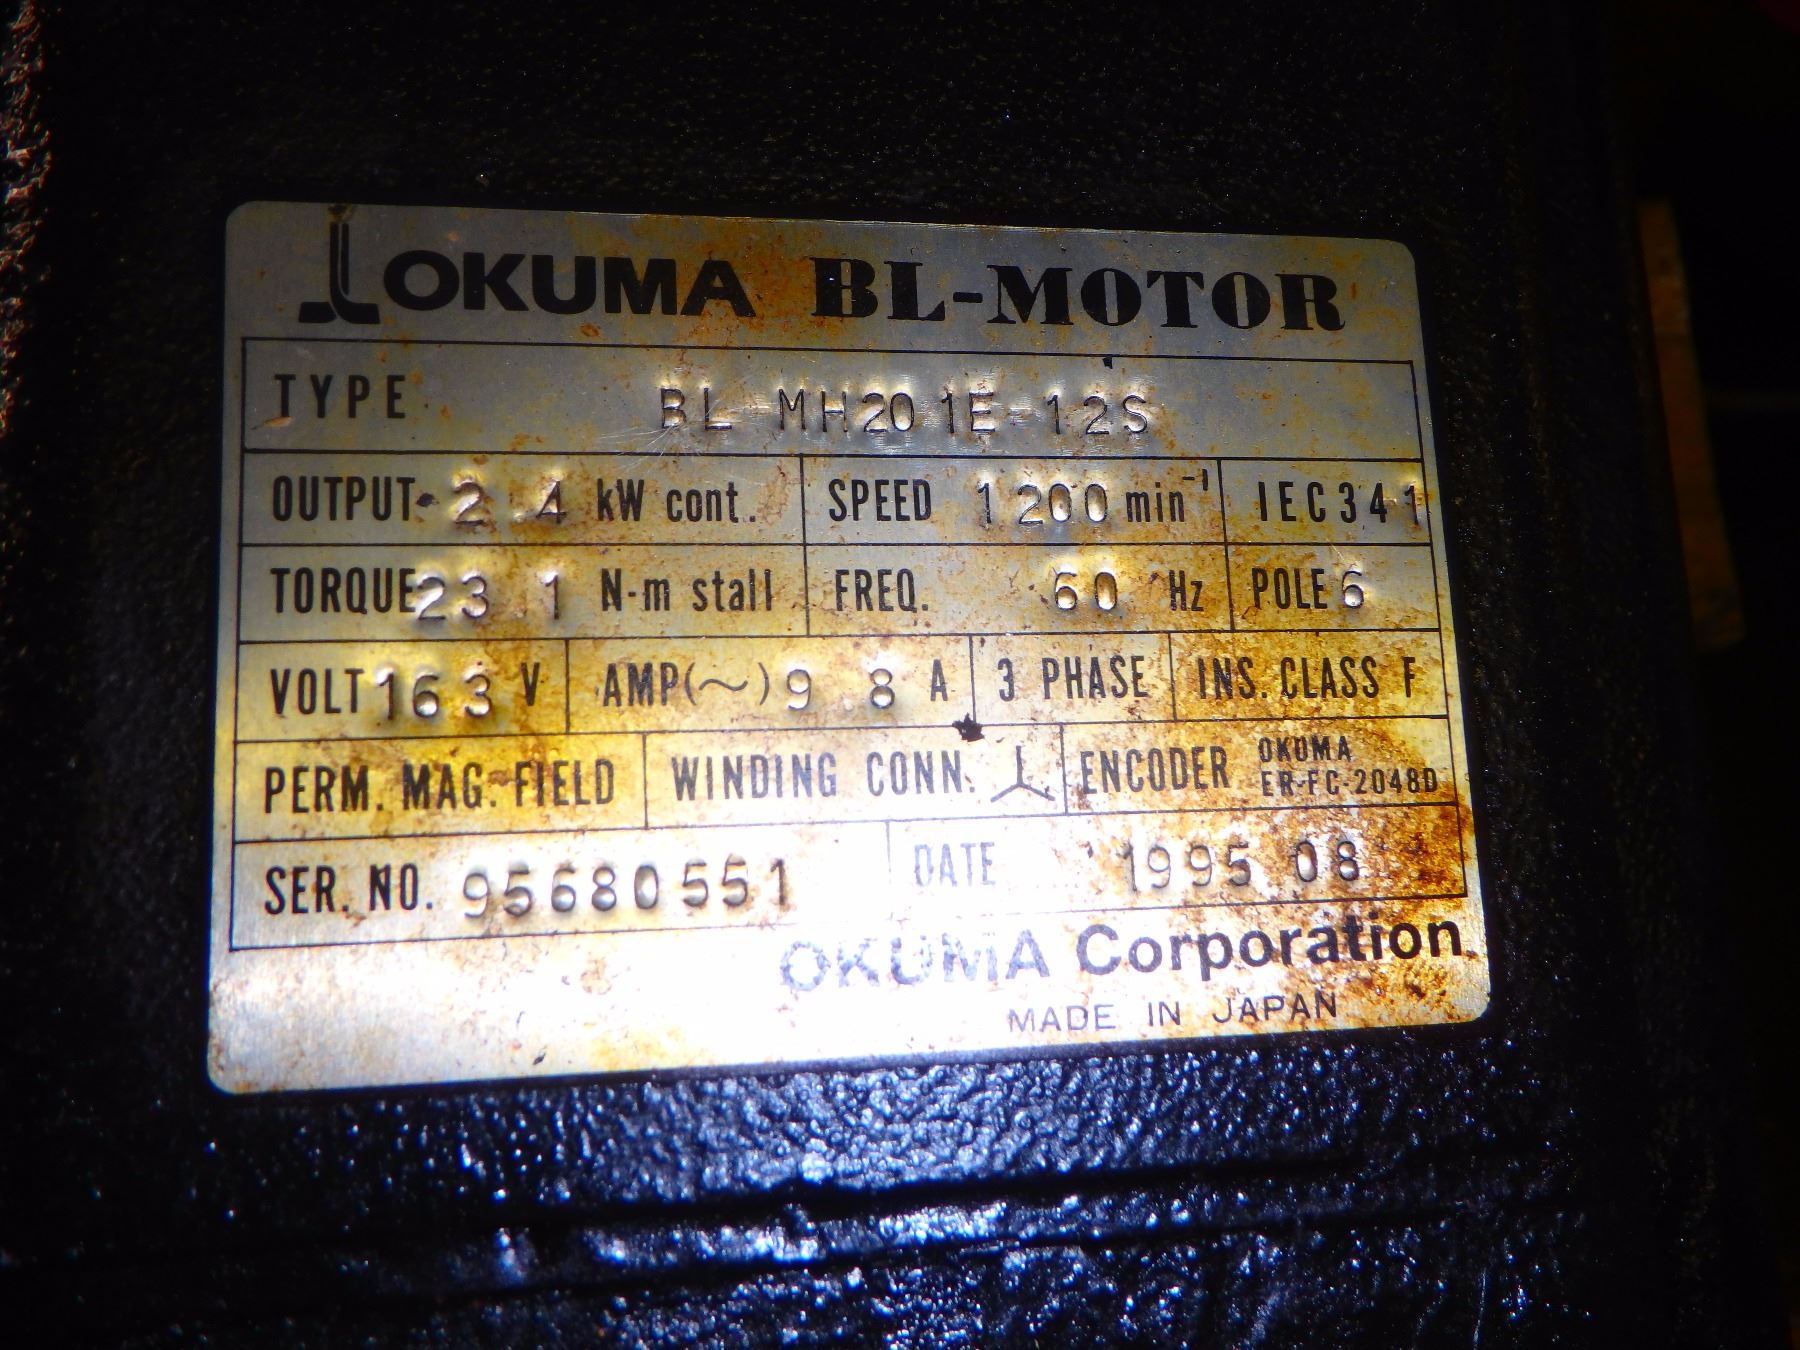 OKUMA BL-MOTOR
TYPE BL-MH201E-12S
OUTPUT 2.4 kW cont. SPEED 1200 min⁻¹ IEC341
TORQUE 23.1 N-m stall FREQ. 60 Hz POLE 6
VOLT 163 V AMP(~) 9.8 A 3 PHASE INS. CLASS F
PERM. MAG. FIELD WINDING CONN. ENCODER OKUMA
ER-FC-2048D
SER. NO. 95680551 DATE 1995 08
OKUMA Corporation
MADE IN JAPAN